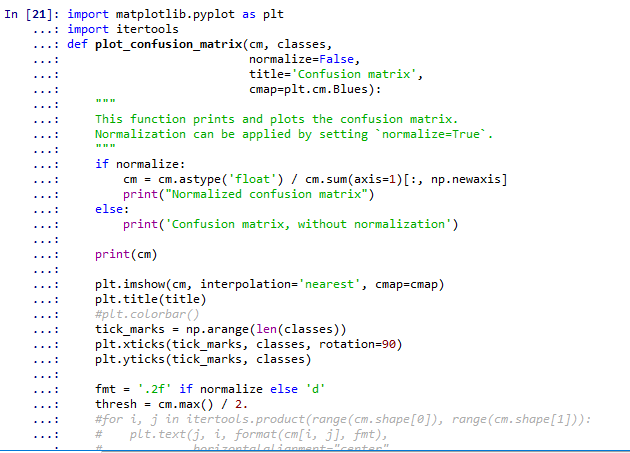 In [21]: import matplotlib.pyplot as plt
    ...: import itertools
    ...: def plot_confusion_matrix(cm, classes,
    ...:                           normalize=False,
    ...:                           title='Confusion matrix',
    ...:                           cmap=plt.cm.Blues):
    ...:     """
    ...:     This function prints and plots the confusion matrix.
    ...:     Normalization can be applied by setting `normalize=True`.
    ...:     """
    ...:     if normalize:
    ...:         cm = cm.astype('float') / cm.sum(axis=1)[:, np.newaxis]
    ...:         print("Normalized confusion matrix")
    ...:     else:
    ...:         print('Confusion matrix, without normalization')
    ...:
    ...:     print(cm)
    ...:
    ...:     plt.imshow(cm, interpolation='nearest', cmap=cmap)
    ...:     plt.title(title)
    ...:     #plt.colorbar()
    ...:     tick_marks = np.arange(len(classes))
    ...:     plt.xticks(tick_marks, classes, rotation=90)
    ...:     plt.yticks(tick_marks, classes)
    ...:
    ...:     fmt = '.2f' if normalize else 'd'
    ...:     thresh = cm.max() / 2.
    ...:     #for i, j in itertools.product(range(cm.shape[0]), range(cm.shape[1])):
    ...:     #    plt.text(j, i, format(cm[i, j], fmt),
    ...:     #             horizontalalignment="center"